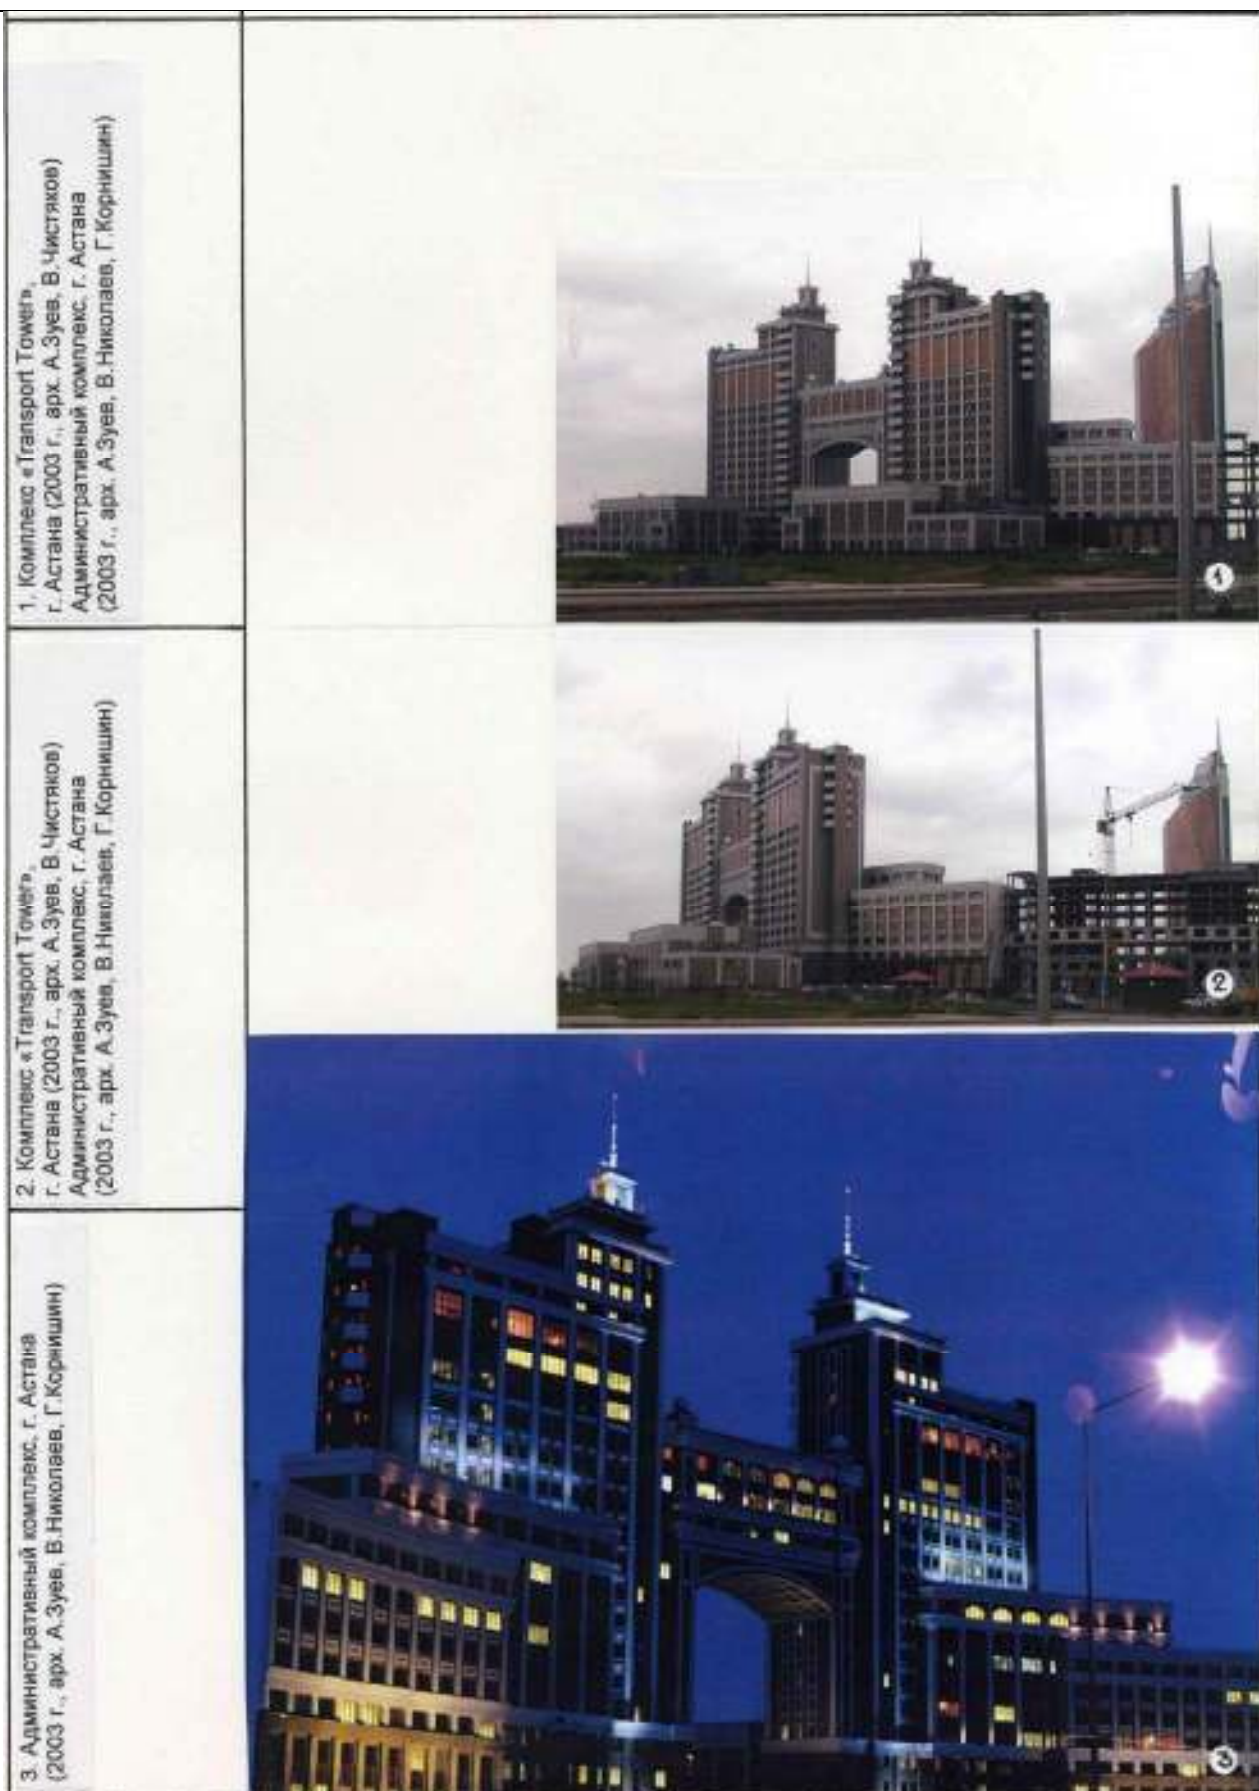 1. Комплекс «Transport Tower»,
г. Астана (2003 г., арх. А.Зуев, В.Чистяков)
Административный комплекс, г. Астана
(2003 г., арх. А.Зуев, В.Николаев, Г.Корнишин)
1
2. Комплекс «Transport Tower»,
г. Астана (2003 г., арх. А.Зуев, В.Чистяков)
Административный комплекс, г. Астана
(2003 г., арх. А.Зуев, В.Николаев, Г.Корнишин)
2
3. Административный комплекс, г. Астана
(2003 г., арх. А.Зуев, В.Николаев, Г.Корнишин)
3